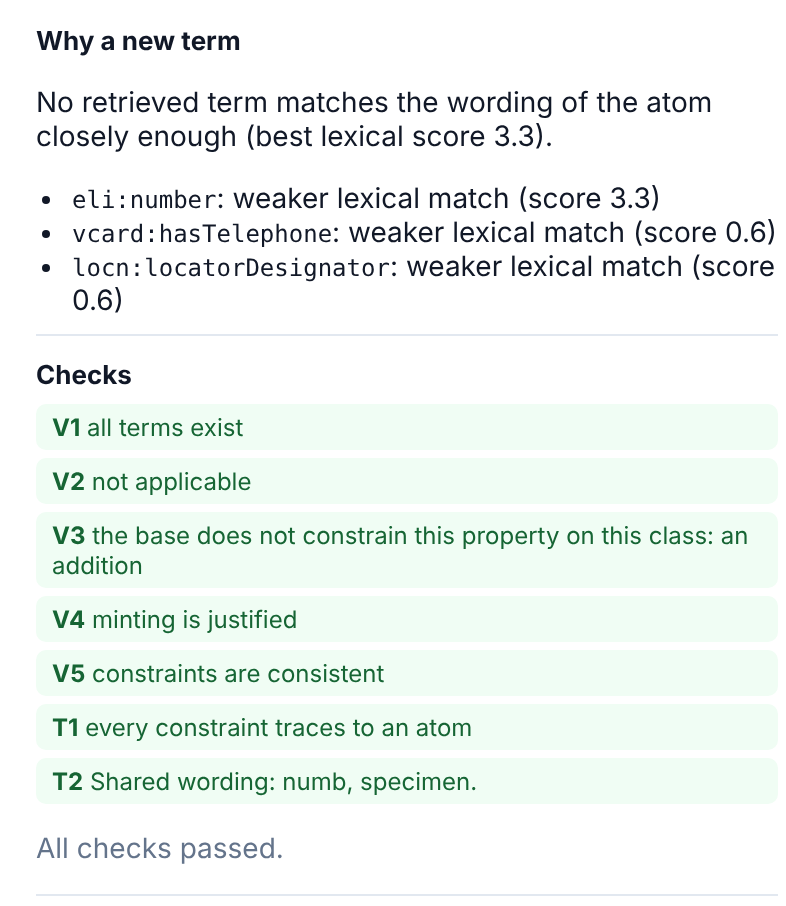 Why a new term
No retrieved term matches the wording of the atom
closely enough (best lexical score 3.3).
• eli:number: weaker lexical match (score 3.3)
• vcard:hasTelephone: weaker lexical match (score 0.6)
• locn:locatorDesignator: weaker lexical match (score
0.6)
Checks
V1 all terms exist
V2 not applicable
V3 the base does not constrain this property on this class: an
addition
V4 minting is justified
V5 constraints are consistent
T1 every constraint traces to an atom
T2 Shared wording: numb, specimen.
All checks passed.